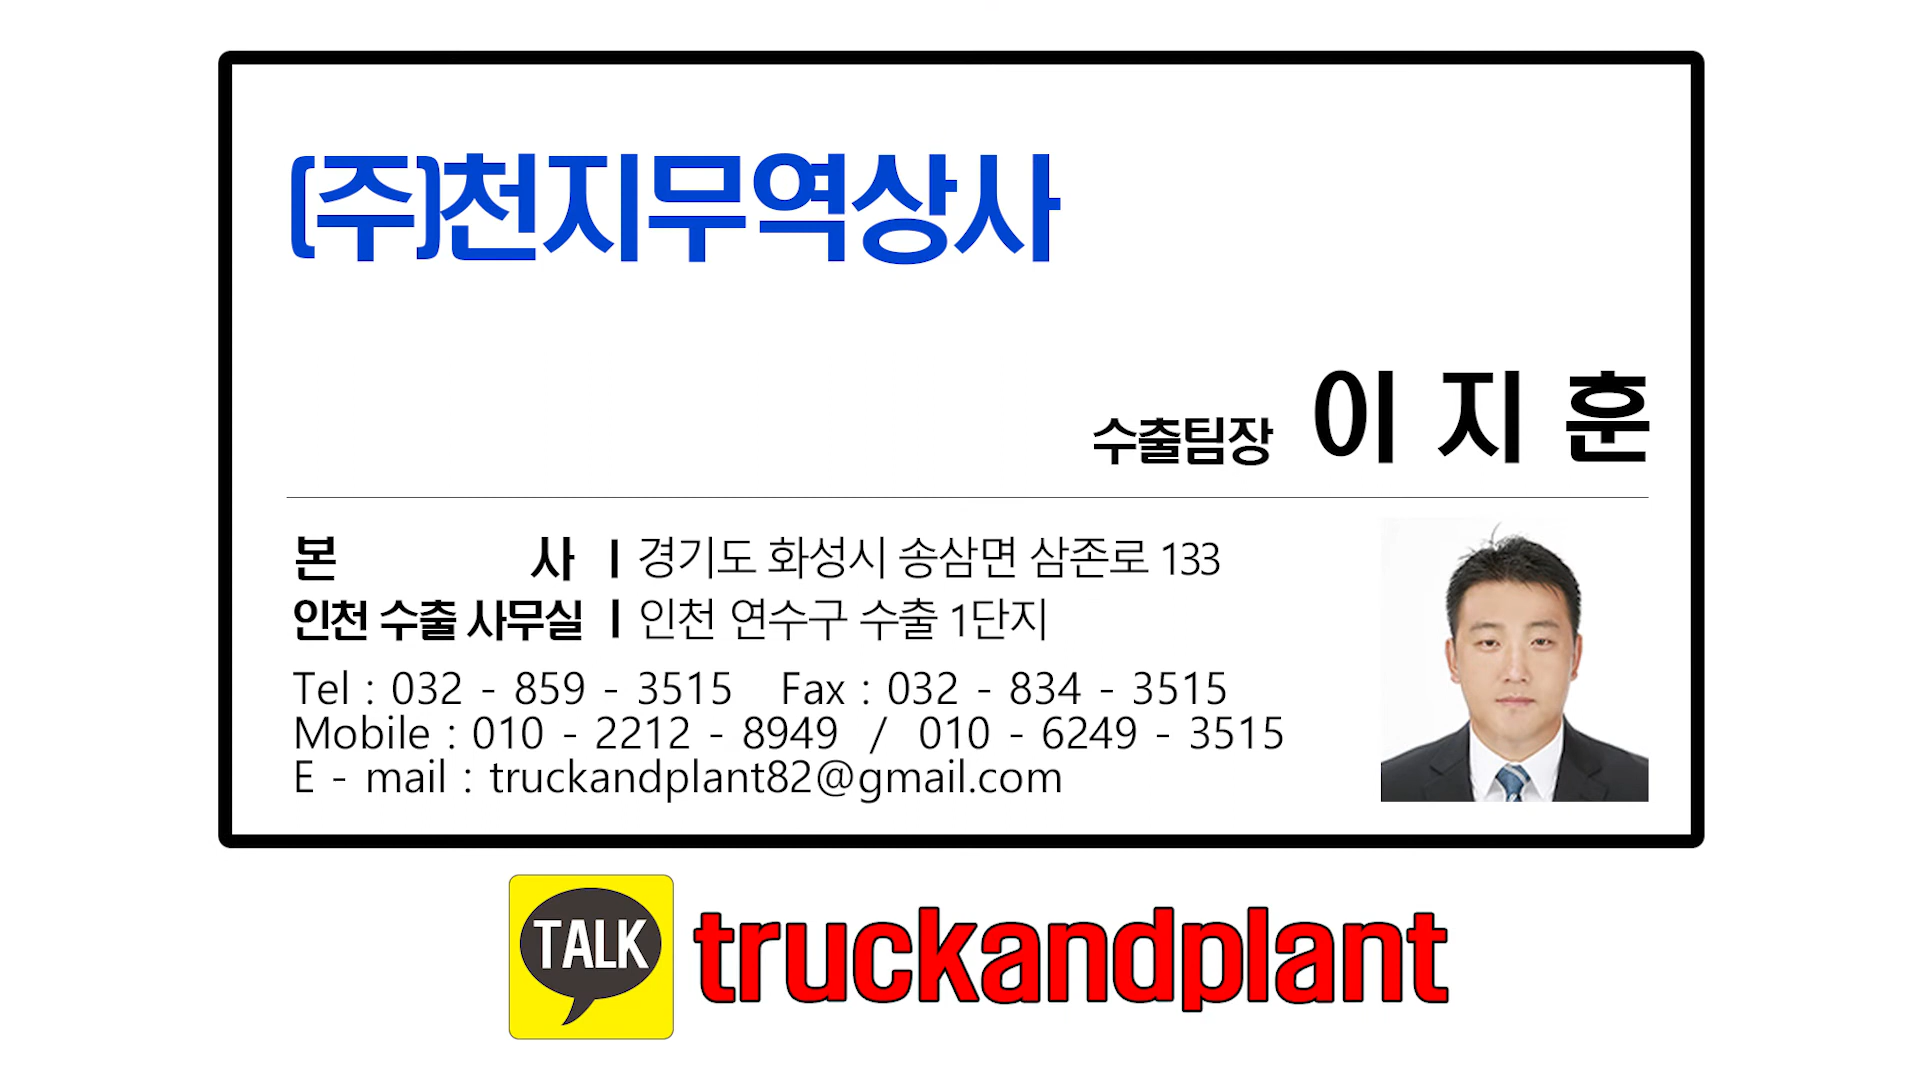 (주)천지무역상사
수출팀장 이 지 훈
본 사 | 경기도 화성시 송삼면 삼존로 133
인천 수출 사무실 | 인천 연수구 수출 1단지
Tel : 032 - 859 - 3515 Fax : 032 - 834 - 3515
Mobile : 010 - 2212 - 8949 / 010 - 6249 - 3515
E - mail : truckandplant82@gmail.com
TALK truckandplant